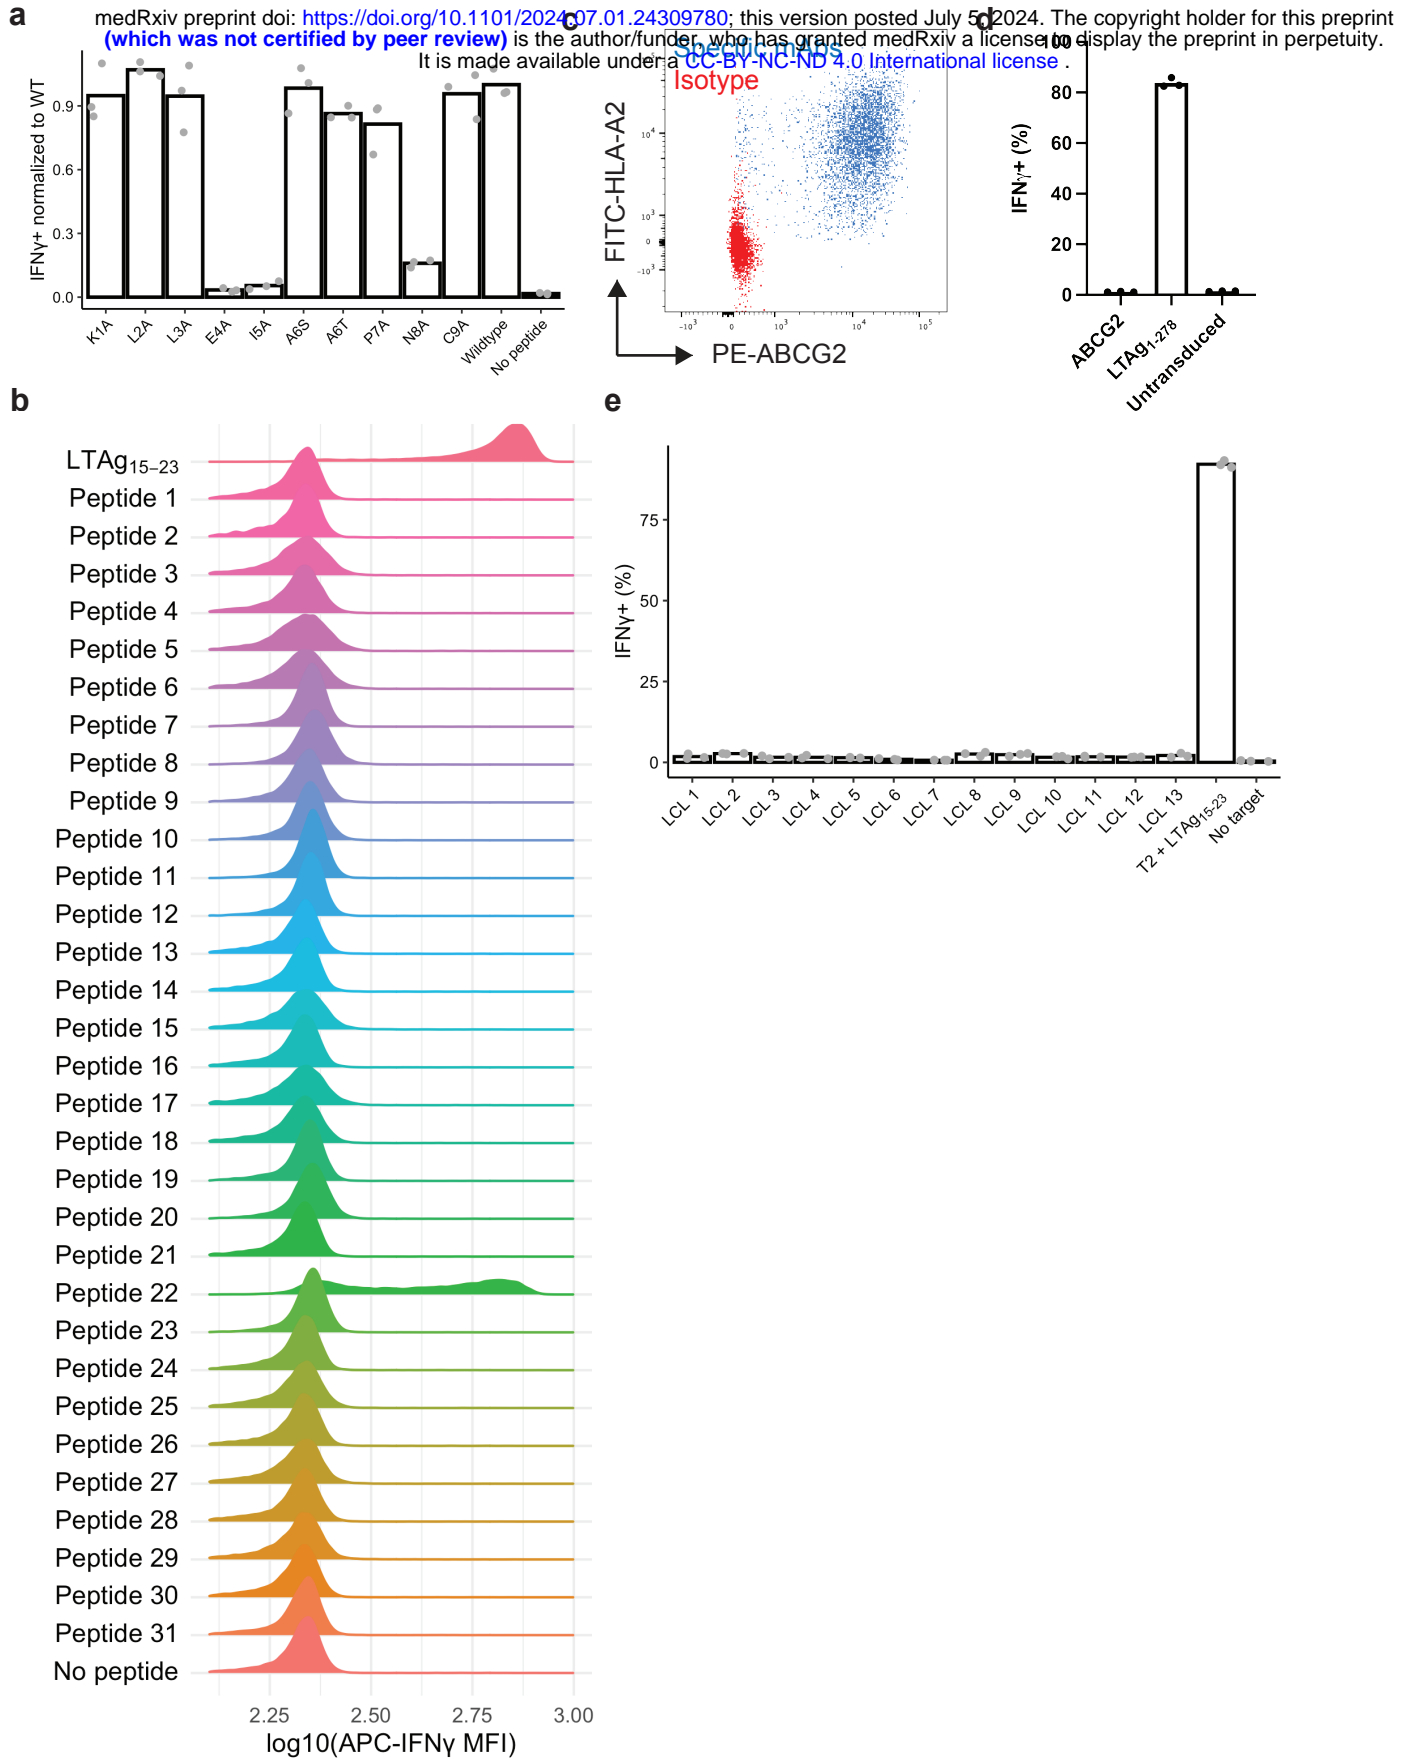 medRxiv preprint doi: https://doi.org/10.1101/2024.07.01.24309780; this version posted July 5, 2024. The copyright holder for this preprint
(which was not certified by peer review) is the author/funder, who has granted medRxiv a license to display the preprint in perpetuity.
It is made available under a CC-BY-NC-ND 4.0 International license .
a
IFNγ+ normalized to WT
0.9
0.6
0.3
0.0
K1A
L2A
L3A
E4A
I5A
A6S
A6T
P7A
N8A
C9A
Wildtype
No peptide
c
Specific mAbs
Isotype
FITC-HLA-A2
10⁴
10³
0
-10³
-10³
0
10³
10⁴
10⁵
PE-ABCG2
d
IFNγ+ (%)
100
80
60
40
20
0
ABCG2
LTAg₁₋₂₇₈
Untransduced
b
LTAg₁₅₋₂₃
Peptide 1
Peptide 2
Peptide 3
Peptide 4
Peptide 5
Peptide 6
Peptide 7
Peptide 8
Peptide 9
Peptide 10
Peptide 11
Peptide 12
Peptide 13
Peptide 14
Peptide 15
Peptide 16
Peptide 17
Peptide 18
Peptide 19
Peptide 20
Peptide 21
Peptide 22
Peptide 23
Peptide 24
Peptide 25
Peptide 26
Peptide 27
Peptide 28
Peptide 29
Peptide 30
Peptide 31
No peptide
2.25
2.50
2.75
3.00
log10(APC-IFNγ MFI)
e
IFNγ+ (%)
75
50
25
0
LCL 1
LCL 2
LCL 3
LCL 4
LCL 5
LCL 6
LCL 7
LCL 8
LCL 9
LCL 10
LCL 11
LCL 12
LCL 13
T2 + LTAg₁₅₋₂₃
No target